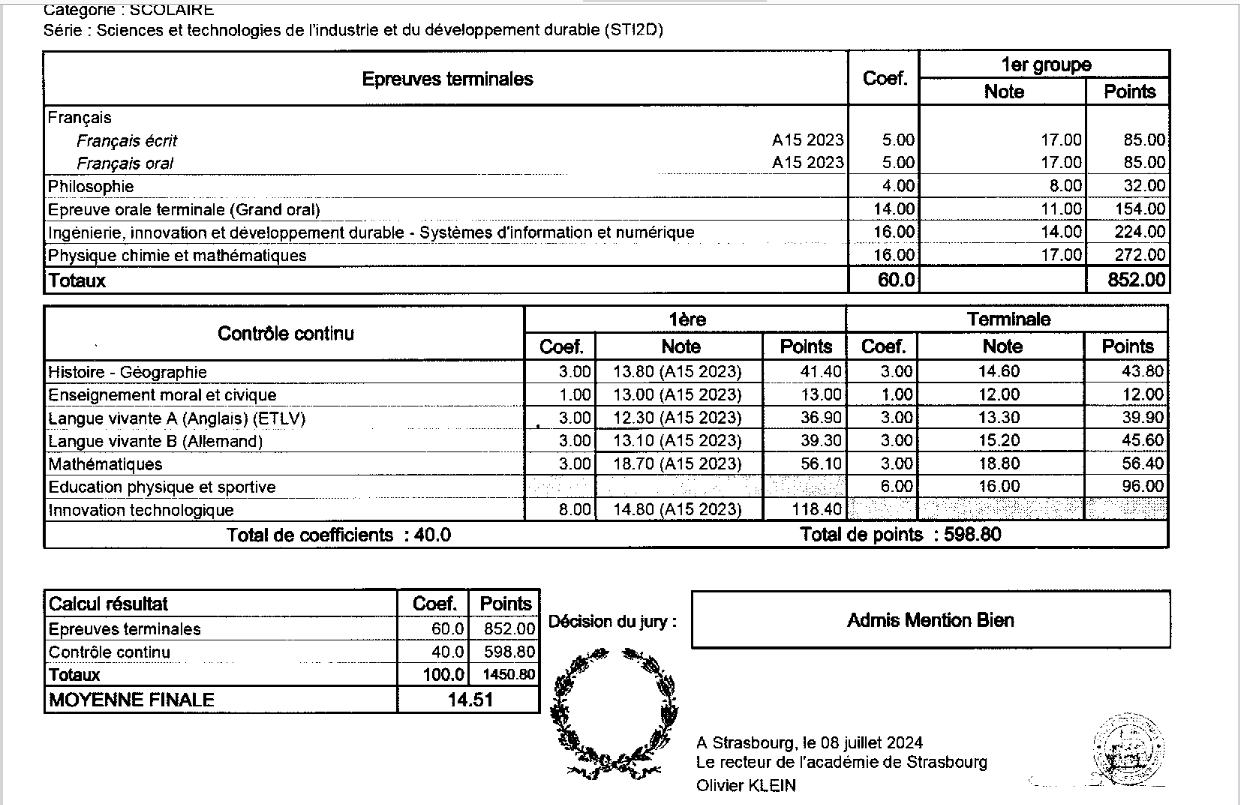 Catégorie : SCOLAIRE
Série : Sciences et technologies de l'industrie et du développement durable (STI2D)
Epreuves terminales Coef. 1er groupe
Note Points
Français
Français écrit A15 2023 5.00 17.00 85.00
Français oral A15 2023 5.00 17.00 85.00
Philosophie 4.00 8.00 32.00
Epreuve orale terminale (Grand oral) 14.00 11.00 154.00
Ingénierie, innovation et développement durable - Systèmes d'information et numérique 16.00 14.00 224.00
Physique chimie et mathématiques 16.00 17.00 272.00
Totaux 60.0 852.00
Contrôle continu 1ère Terminale
Coef. Note Points Coef. Note Points
Histoire - Géographie 3.00 13.80 (A15 2023) 41.40 3.00 14.60 43.80
Enseignement moral et civique 1.00 13.00 (A15 2023) 13.00 1.00 12.00 12.00
Langue vivante A (Anglais) (ETLV) 3.00 12.30 (A15 2023) 36.90 3.00 13.30 39.90
Langue vivante B (Allemand) 3.00 13.10 (A15 2023) 39.30 3.00 15.20 45.60
Mathématiques 3.00 18.70 (A15 2023) 56.10 3.00 18.80 56.40
Education physique et sportive 6.00 16.00 96.00
Innovation technologique 8.00 14.80 (A15 2023) 118.40
Total de coefficients : 40.0 Total de points : 598.80
Calcul résultat Coef. Points
Epreuves terminales 60.0 852.00
Contrôle continu 40.0 598.80
Totaux 100.0 1450.80
MOYENNE FINALE 14.51
Décision du jury : Admis Mention Bien
A Strasbourg, le 08 juillet 2024
Le recteur de l'académie de Strasbourg
Olivier KLEIN